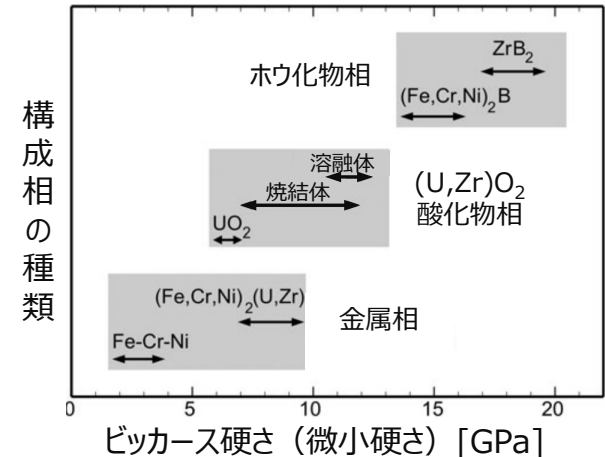 構成相の種類
ホウ化物相
ZrB2
(Fe,Cr,Ni)2B
溶融体
焼結体
UO2
(U,Zr)O2
酸化物相
(Fe,Cr,Ni)2(U,Zr)
Fe-Cr-Ni
金属相
0 5 10 15 20
ビッカース硬さ（微小硬さ）[GPa]